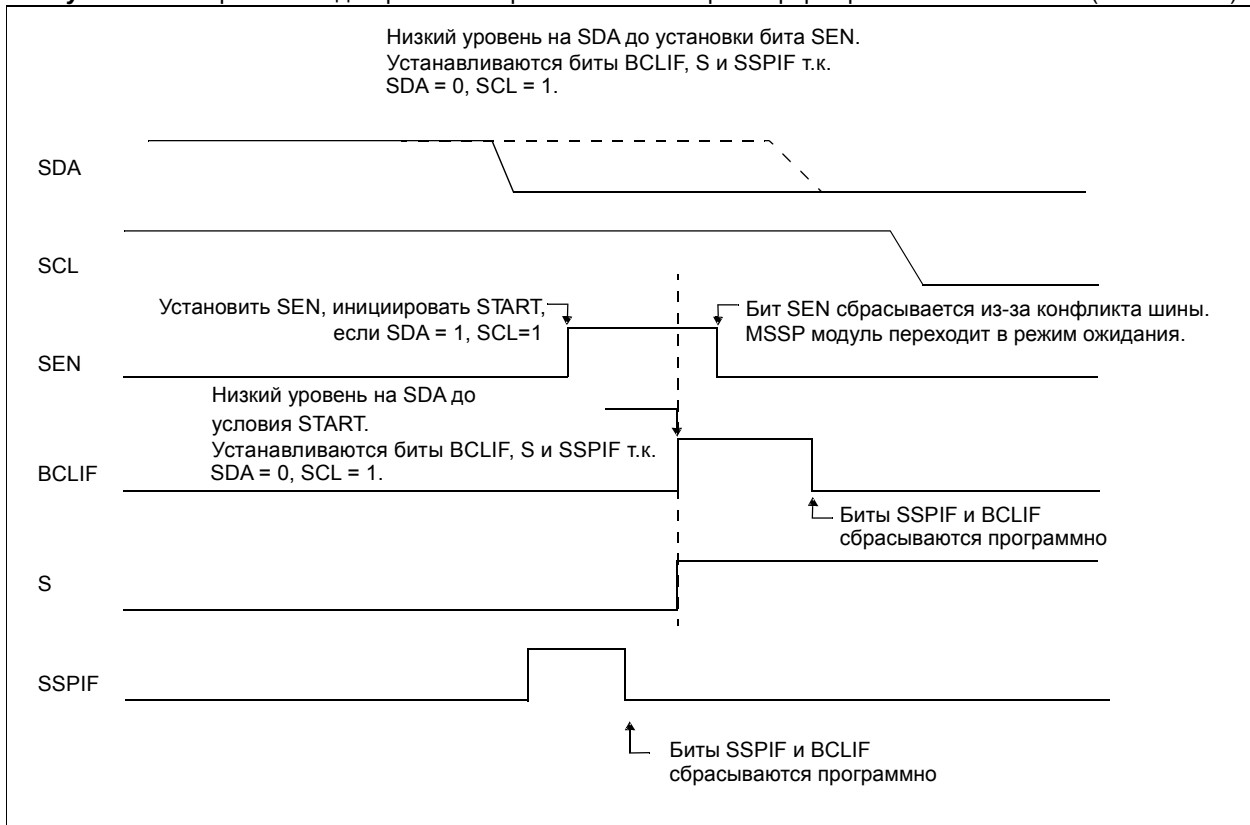 Низкий уровень на SDA до установки бита SEN.
Устанавливаются биты BCLIF, S и SSPIF т.к.
SDA = 0, SCL = 1.
SDA
SCL
Установить SEN, инициировать START,
если SDA = 1, SCL=1
Бит SEN сбрасывается из-за конфликта шины.
MSSP модуль переходит в режим ожидания.
SEN
Низкий уровень на SDA до
условия START.
Устанавливаются биты BCLIF, S и SSPIF т.к.
SDA = 0, SCL = 1.
BCLIF
Биты SSPIF и BCLIF
сбрасываются программно
S
SSPIF
Биты SSPIF и BCLIF
сбрасываются программно